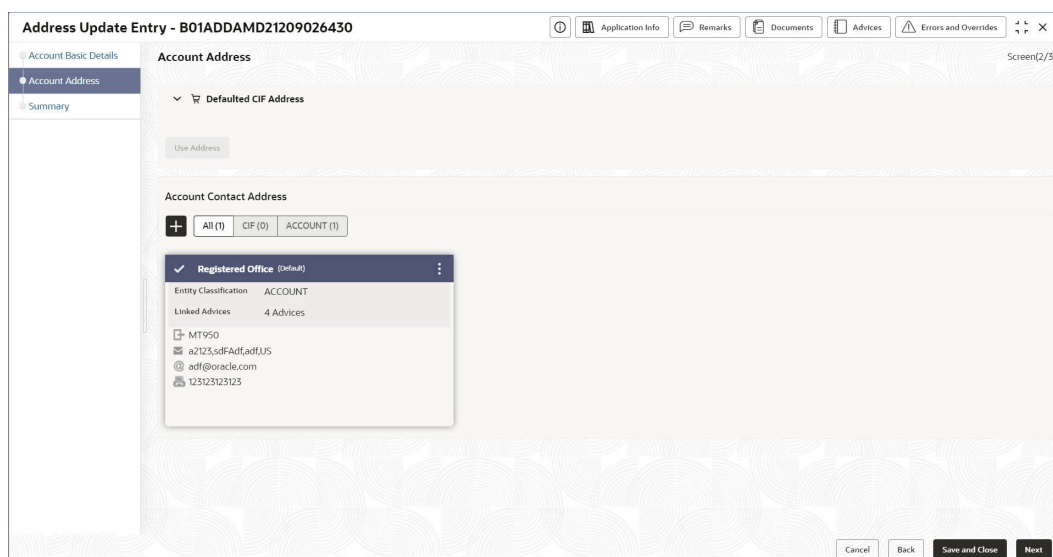 Address Update Entry - B01ADDAMD21209026430
Application Info
Remarks
Documents
Advices
Errors and Overrides
Account Basic Details
Account Address
Summary
Account Address
Screen(2/3
Defaulted CIF Address
Use Address
Account Contact Address
All (1)
CIF (0)
ACCOUNT (1)
Registered Office (Default)
Entity Classification ACCOUNT
Linked Advices 4 Advices
MT950
a2123,sdFAdf,adf,US
adf@oracle.com
123123123123
Cancel
Back
Save and Close
Next